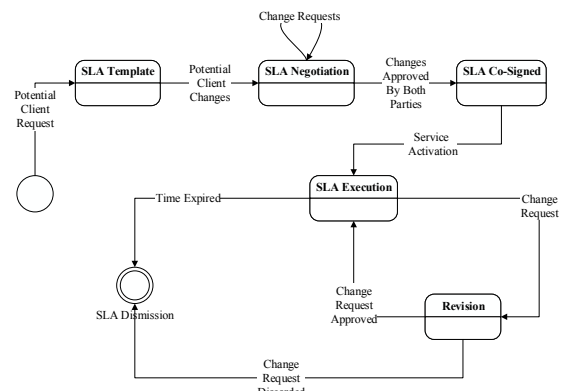 Change Requests
SLA Template
Potential
Client
Changes
SLA Negotiation
Changes
Approved
By Both
Parties
SLA Co-Signed
Potential
Client
Request
Service
Activation
SLA Execution
Time Expired
Change
Request
SLA Dismission
Change
Request
Approved
Revision
Change
Request